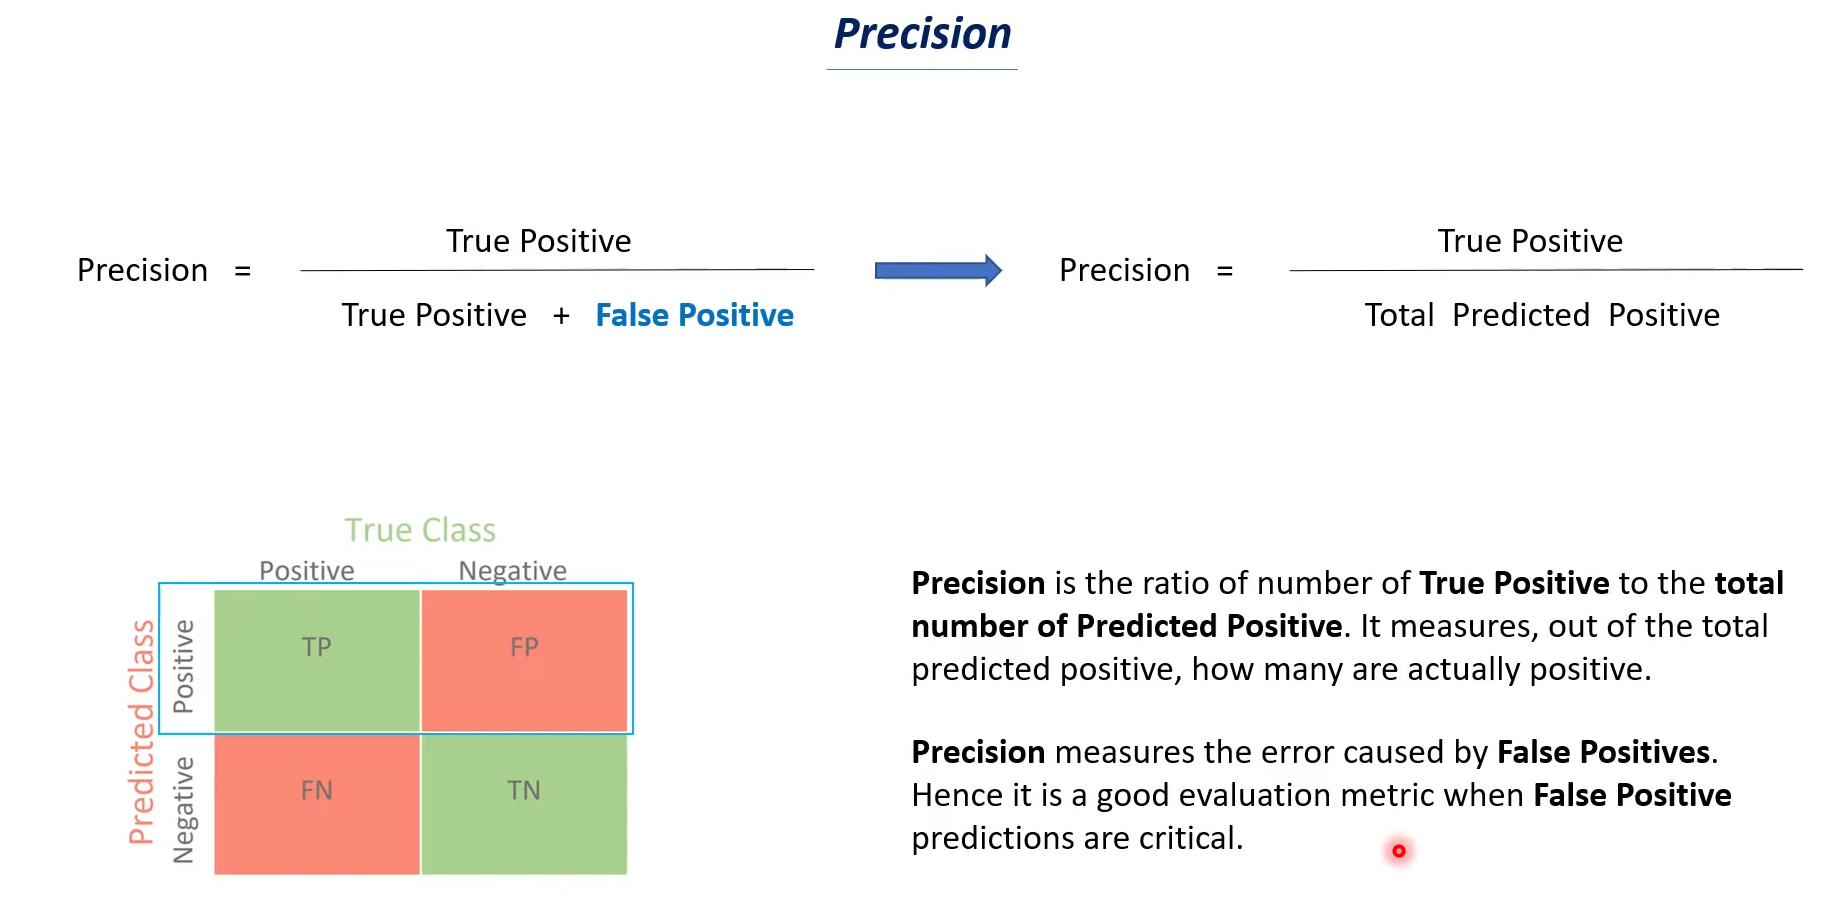 Precision
Precision = True Positive
True Positive + False Positive
Precision = True Positive
Total Predicted Positive
True Class
Positive Negative
Predicted Class
Positive
TP FP
Negative
FN TN
Precision is the ratio of number of True Positive to the total
number of Predicted Positive. It measures, out of the total
predicted positive, how many are actually positive.
Precision measures the error caused by False Positives.
Hence it is a good evaluation metric when False Positive
predictions are critical.